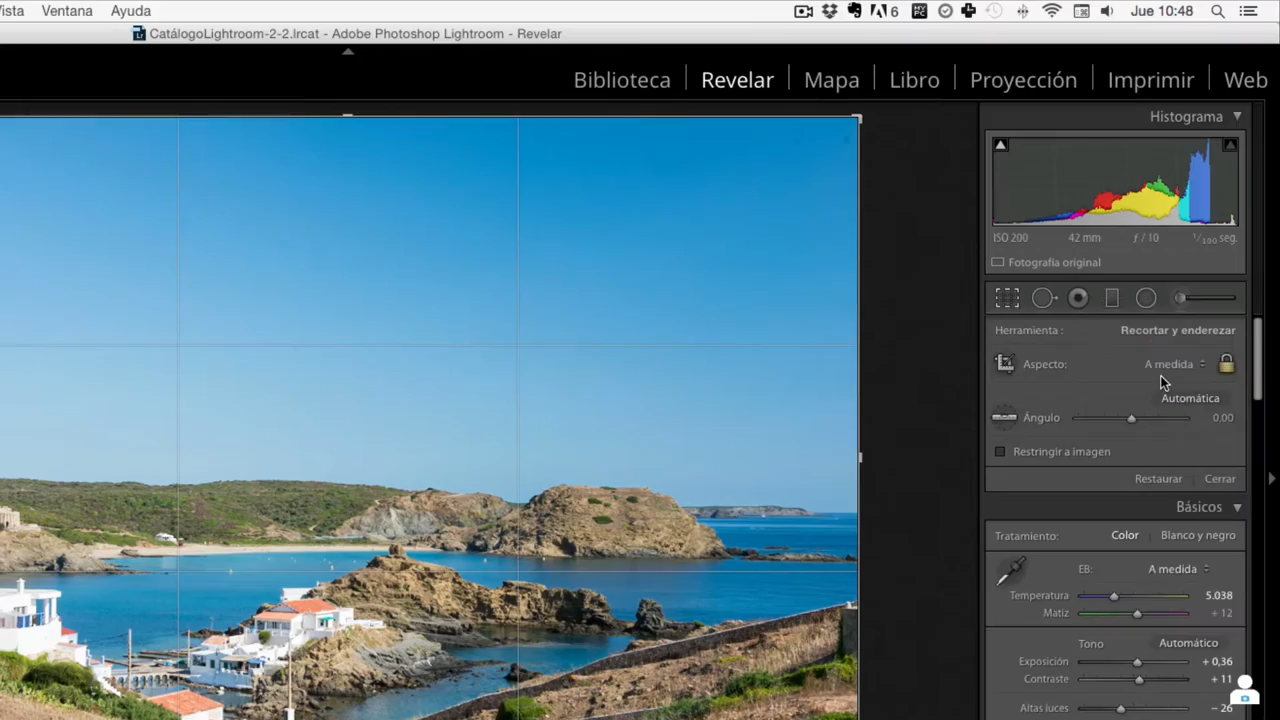 ista Ventana Ayuda 6 Jue 10:48
CatálogoLightroom-2-2.lrcat - Adobe Photoshop Lightroom - Revelar
Biblioteca Revelar Mapa Libro Proyección Imprimir Web
Histograma
ISO 200 42 mm ƒ / 10 1/100 seg.
Fotografía original
Herramienta : Recortar y enderezar
Aspecto: A medida
Automática
Ángulo 0,00
Restringir a imagen
Restaurar Cerrar
Básicos
Tratamiento: Color Blanco y negro
EB: A medida
Temperatura 5.038
Matiz + 12
Tono Automático
Exposición + 0,36
Contraste + 11
Altas luces − 26